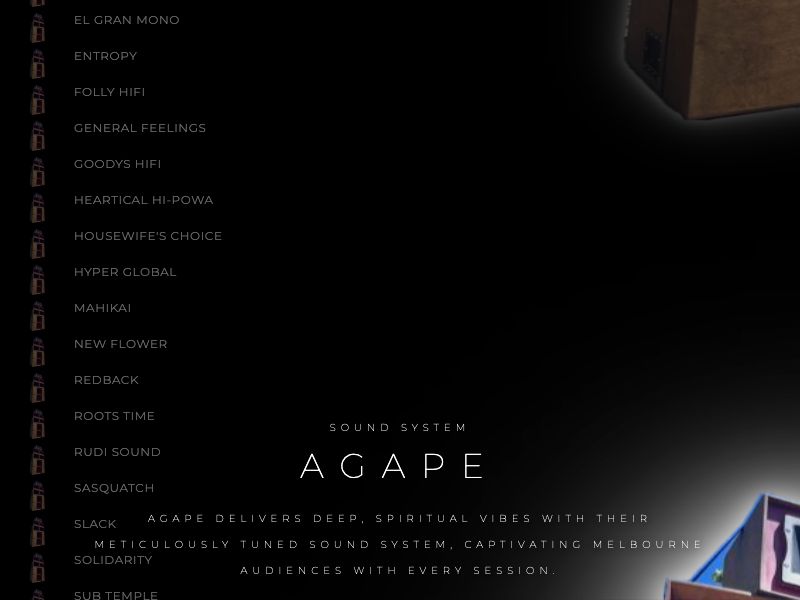 EL GRAN MONO
ENTROPY
FOLLY HIFI
GENERAL FEELINGS
GOODYS HIFI
HEARTICAL HI-POWA
HOUSEWIFE'S CHOICE
HYPER GLOBAL
MAHIKAI
NEW FLOWER
REDBACK
ROOTS TIME
RUDI SOUND
SASQUATCH
SLACK
SOLIDARITY
SUB TEMPLE
SOUND SYSTEM
AGAPE
AGAPE DELIVERS DEEP, SPIRITUAL VIBES WITH THEIR
METICULOUSLY TUNED SOUND SYSTEM, CAPTIVATING MELBOURNE
AUDIENCES WITH EVERY SESSION.